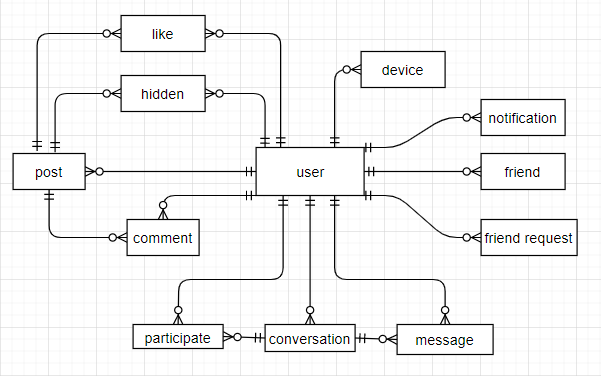 like
device
hidden
notification
post
user
friend
comment
friend request
participate
conversation
message